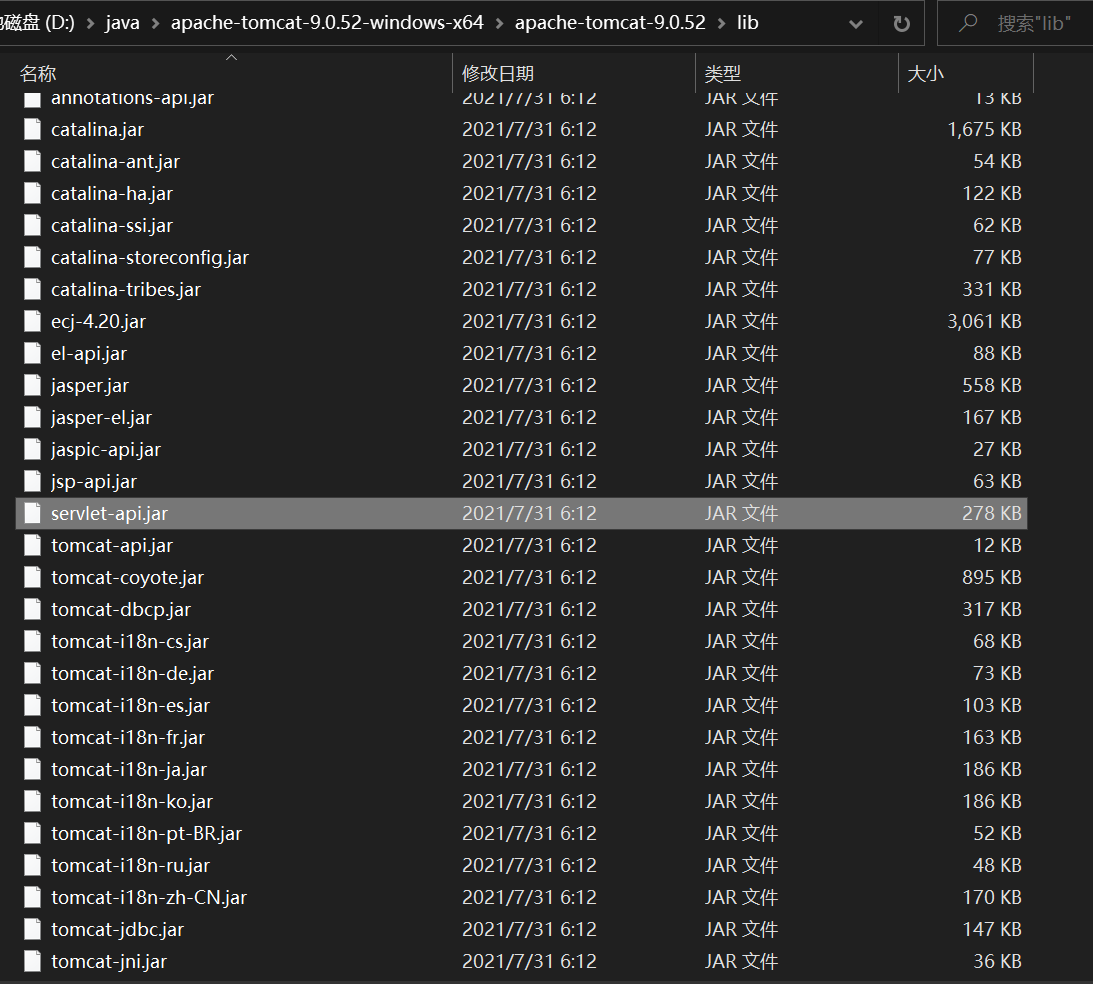 磁盘 (D:) › java › apache-tomcat-9.0.52-windows-x64 › apache-tomcat-9.0.52 › lib 搜索"lib"
名称 修改日期 类型 大小
annotations-api.jar 2021/7/31 6:12 JAR 文件 13 KB
catalina.jar 2021/7/31 6:12 JAR 文件 1,675 KB
catalina-ant.jar 2021/7/31 6:12 JAR 文件 54 KB
catalina-ha.jar 2021/7/31 6:12 JAR 文件 122 KB
catalina-ssi.jar 2021/7/31 6:12 JAR 文件 62 KB
catalina-storeconfig.jar 2021/7/31 6:12 JAR 文件 77 KB
catalina-tribes.jar 2021/7/31 6:12 JAR 文件 331 KB
ecj-4.20.jar 2021/7/31 6:12 JAR 文件 3,061 KB
el-api.jar 2021/7/31 6:12 JAR 文件 88 KB
jasper.jar 2021/7/31 6:12 JAR 文件 558 KB
jasper-el.jar 2021/7/31 6:12 JAR 文件 167 KB
jaspic-api.jar 2021/7/31 6:12 JAR 文件 27 KB
jsp-api.jar 2021/7/31 6:12 JAR 文件 63 KB
servlet-api.jar 2021/7/31 6:12 JAR 文件 278 KB
tomcat-api.jar 2021/7/31 6:12 JAR 文件 12 KB
tomcat-coyote.jar 2021/7/31 6:12 JAR 文件 895 KB
tomcat-dbcp.jar 2021/7/31 6:12 JAR 文件 317 KB
tomcat-i18n-cs.jar 2021/7/31 6:12 JAR 文件 68 KB
tomcat-i18n-de.jar 2021/7/31 6:12 JAR 文件 73 KB
tomcat-i18n-es.jar 2021/7/31 6:12 JAR 文件 103 KB
tomcat-i18n-fr.jar 2021/7/31 6:12 JAR 文件 163 KB
tomcat-i18n-ja.jar 2021/7/31 6:12 JAR 文件 186 KB
tomcat-i18n-ko.jar 2021/7/31 6:12 JAR 文件 186 KB
tomcat-i18n-pt-BR.jar 2021/7/31 6:12 JAR 文件 52 KB
tomcat-i18n-ru.jar 2021/7/31 6:12 JAR 文件 48 KB
tomcat-i18n-zh-CN.jar 2021/7/31 6:12 JAR 文件 170 KB
tomcat-jdbc.jar 2021/7/31 6:12 JAR 文件 147 KB
tomcat-jni.jar 2021/7/31 6:12 JAR 文件 36 KB